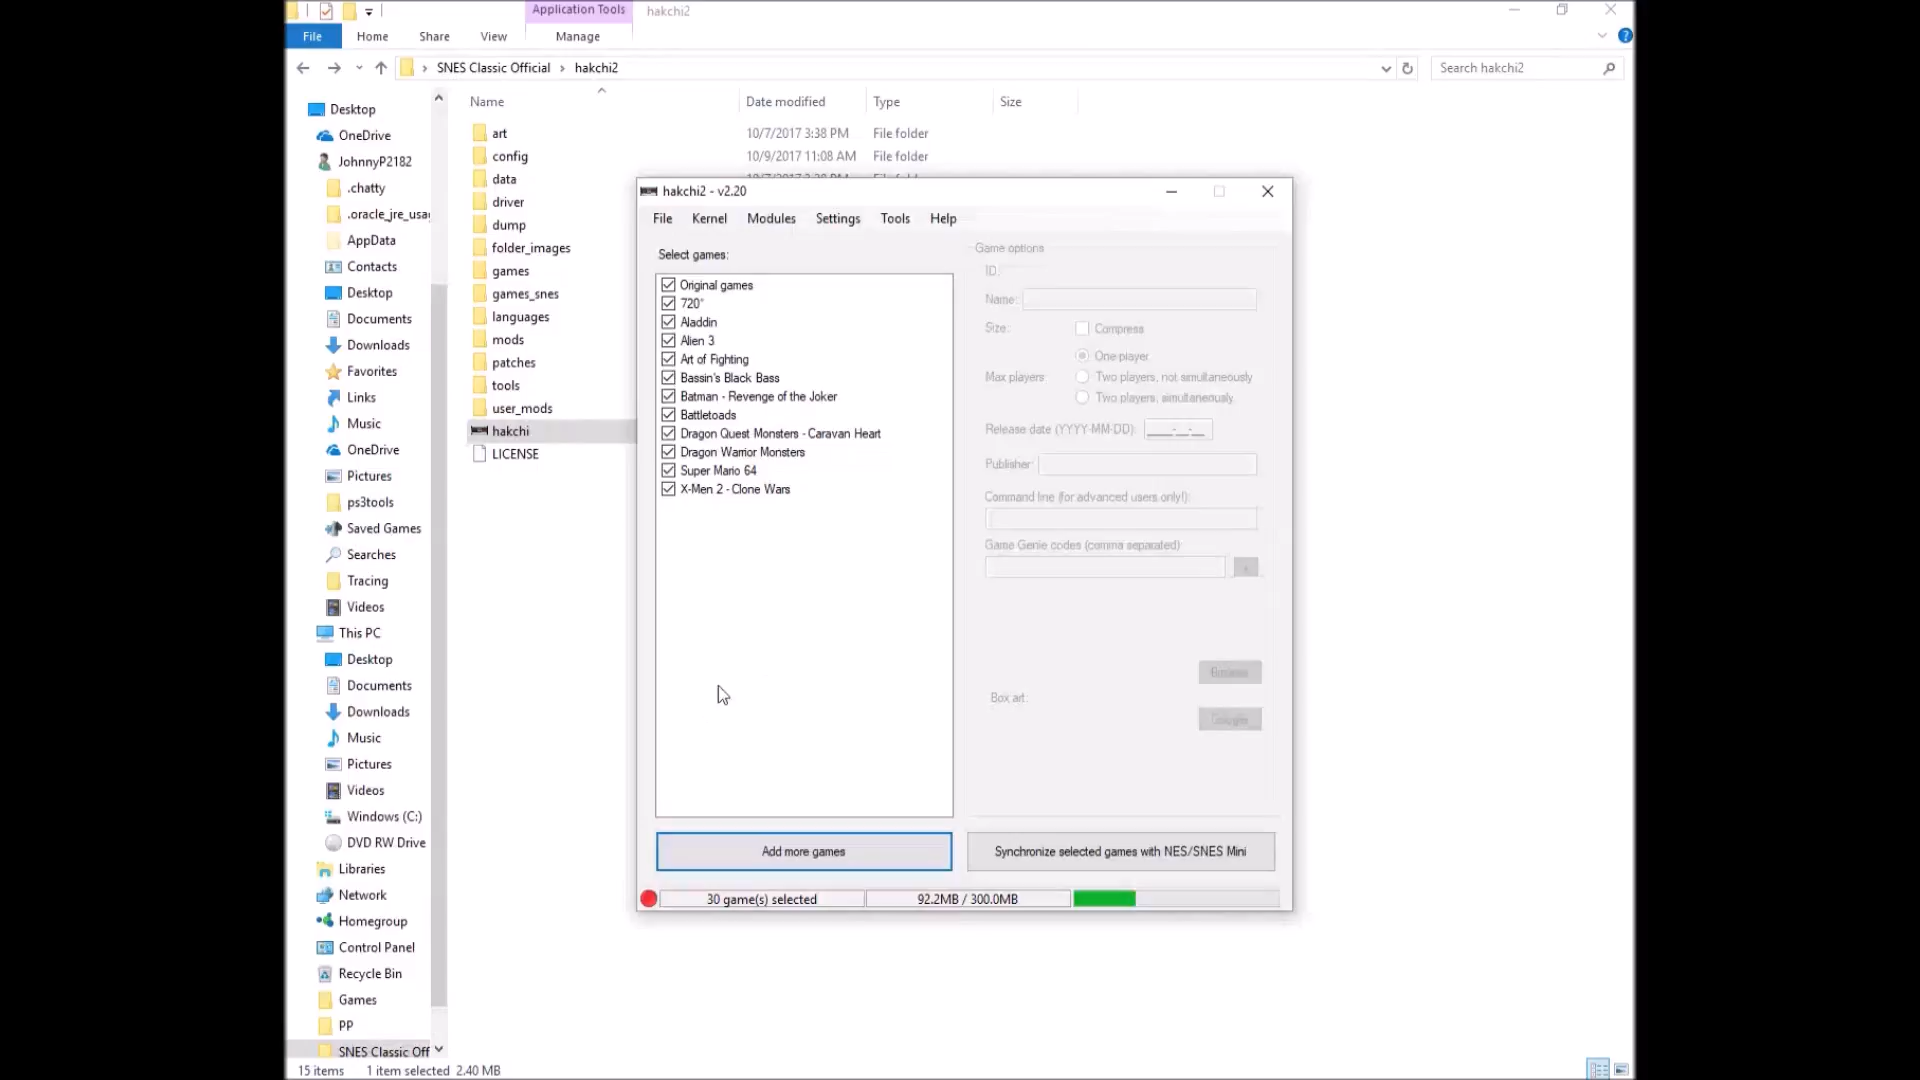 Application Tools
hakchi2
File
Home
Share
View
Manage
SNES Classic Official
hakchi2
Search hakchi2
Desktop
OneDrive
JohnnyP2182
.chatty
.oracle_jre_usa
AppData
Contacts
Desktop
Documents
Downloads
Favorites
Links
Music
OneDrive
Pictures
ps3tools
Saved Games
Searches
Tracing
Videos
This PC
Desktop
Documents
Downloads
Music
Pictures
Videos
Windows (C:)
DVD RW Drive
Libraries
Network
Homegroup
Control Panel
Recycle Bin
Games
PP
SNES Classic Off
Name
Date modified
Type
Size
art
10/7/2017 3:38 PM
File folder
config
10/9/2017 11:08 AM
File folder
data
driver
dump
folder_images
games
games_snes
languages
mods
patches
tools
user_mods
hakchi
LICENSE
hakchi2 - v2.20
File
Kernel
Modules
Settings
Tools
Help
Select games:
Original games
720°
Aladdin
Alien 3
Art of Fighting
Bassin's Black Bass
Batman - Revenge of the Joker
Battletoads
Dragon Quest Monsters - Caravan Heart
Dragon Warrior Monsters
Super Mario 64
X-Men 2 - Clone Wars
Game options
ID:
Name:
Size:
Compress
Max players
One player
Two players, not simultaneously
Two players, simultaneously
Release date (YYYY-MM-DD):
Publisher:
Command line (for advanced users only!):
Game Genie codes (comma separated)
Box art:
Browse
Google
Add more games
Synchronize selected games with NES/SNES Mini
30 game(s) selected
92.2MB / 300.0MB
15 items
1 item selected 2.40 MB